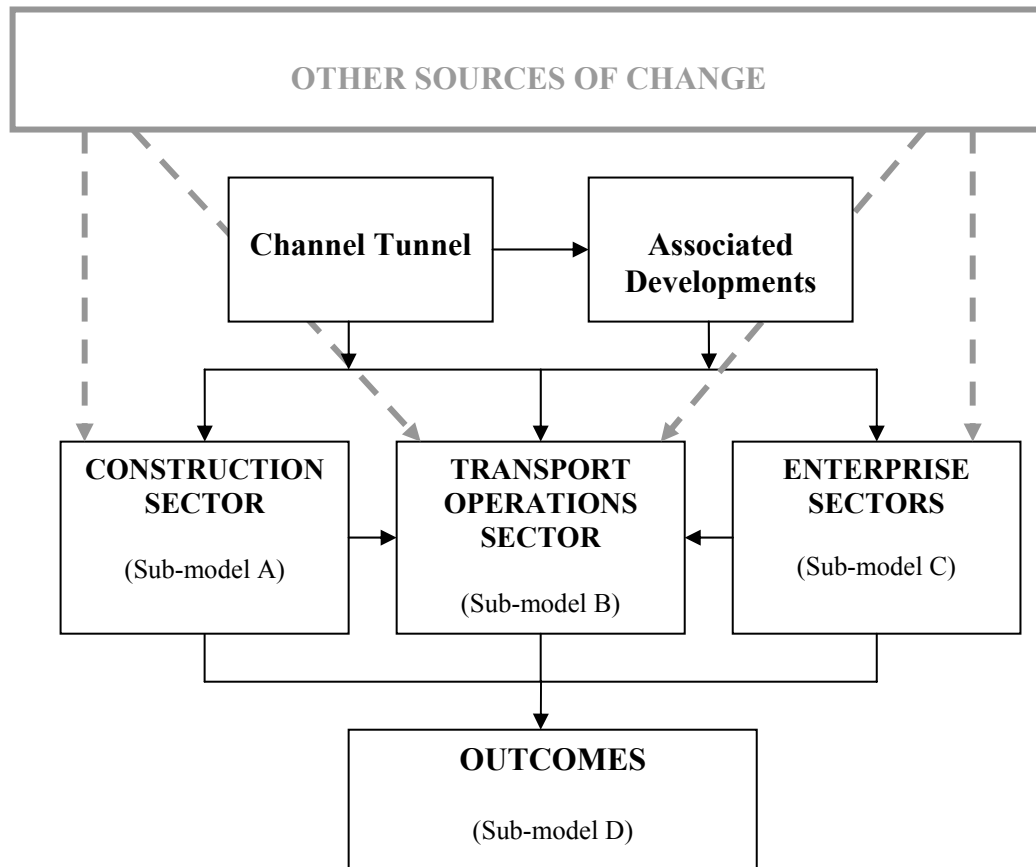 OTHER SOURCES OF CHANGE
Channel Tunnel
Associated
Developments
CONSTRUCTION
SECTOR
(Sub-model A)
TRANSPORT
OPERATIONS
SECTOR
(Sub-model B)
ENTERPRISE
SECTORS
(Sub-model C)
OUTCOMES
(Sub-model D)